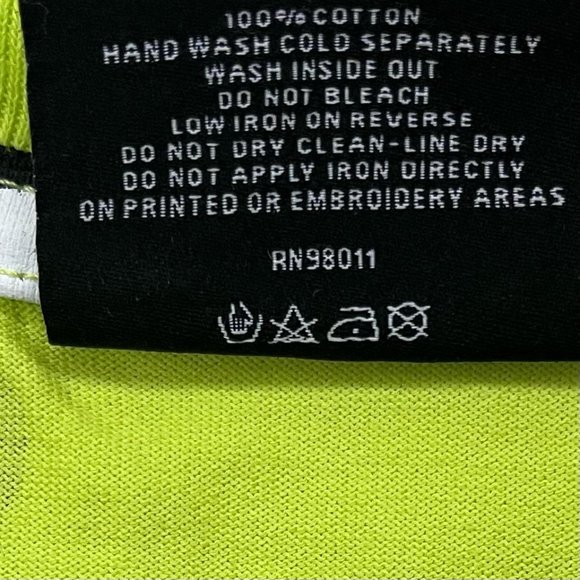 100% COTTON
HAND WASH COLD SEPARATELY
WASH INSIDE OUT
DO NOT BLEACH
LOW IRON ON REVERSE
DO NOT DRY CLEAN-LINE DRY
DO NOT APPLY IRON DIRECTLY
ON PRINTED OR EMBROIDERY AREAS
RN98011